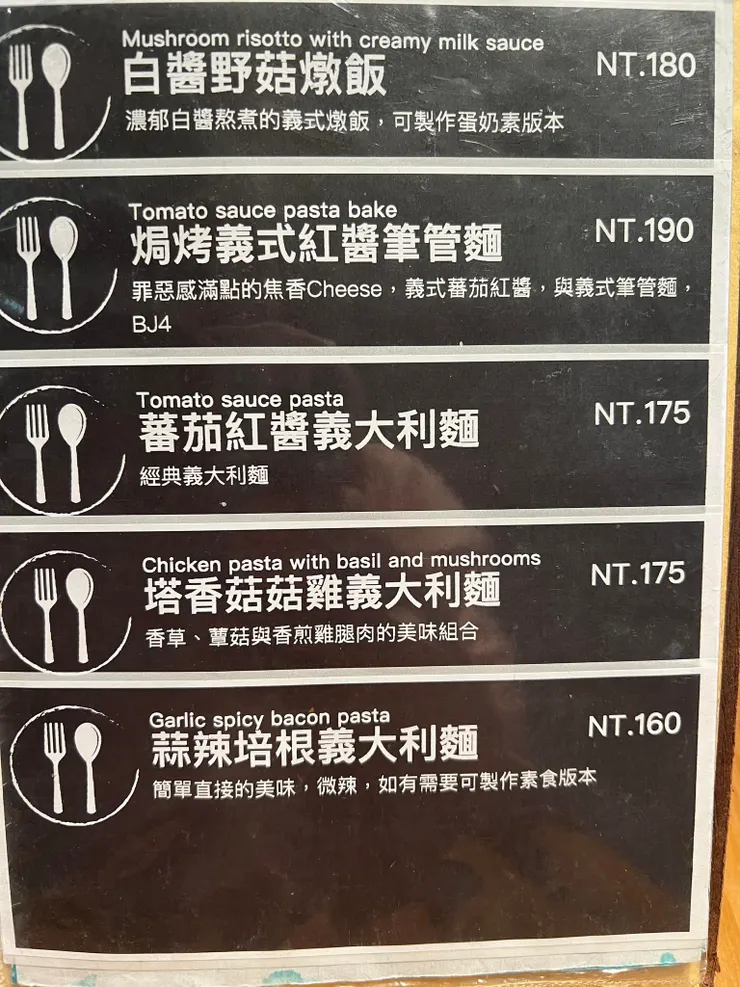 Mushroom risotto with creamy milk sauce
白醬野菇燉飯
NT.180
濃郁白醬熬煮的義式燉飯，可製作蛋奶素版本
Tomato sauce pasta bake
焗烤義式紅醬筆管麵
NT.190
罪惡感滿點的焦香Cheese，義式蕃茄紅醬，與義式筆管麵，
BJ4
Tomato sauce pasta
蕃茄紅醬義大利麵
NT.175
經典義大利麵
Chicken pasta with basil and mushrooms
塔香菇菇雞義大利麵
NT.175
香草、蕈菇與香煎雞腿肉的美味組合
Garlic spicy bacon pasta
蒜辣培根義大利麵
NT.160
簡單直接的美味，微辣，如有需要可製作素食版本